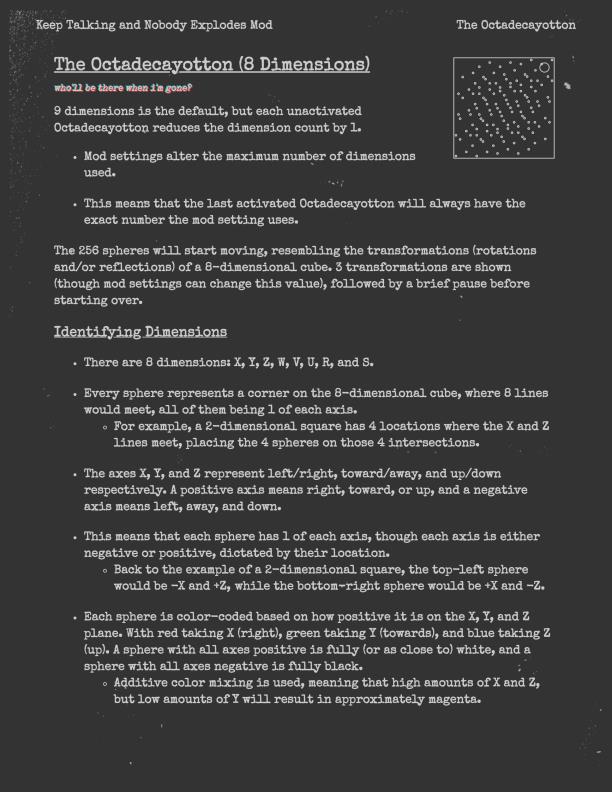 Keep Talking and Nobody Explodes Mod
The Octadecayotton
The Octadecayotton (8 Dimensions)
who'll be there when i'm gone?
9 dimensions is the default, but each unactivated
Octadecayotton reduces the dimension count by 1.
• Mod settings alter the maximum number of dimensions
used.
• This means that the last activated Octadecayotton will always have the
exact number the mod setting uses.
The 256 spheres will start moving, resembling the transformations (rotations
and/or reflections) of a 8-dimensional cube. 3 transformations are shown
(though mod settings can change this value), followed by a brief pause before
starting over.
Identifying Dimensions
• There are 8 dimensions: X, Y, Z, W, V, U, R, and S.
• Every sphere represents a corner on the 8-dimensional cube, where 8 lines
would meet, all of them being 1 of each axis.
◦ For example, a 2-dimensional square has 4 locations where the X and Z
lines meet, placing the 4 spheres on those 4 intersections.
• The axes X, Y, and Z represent left/right, toward/away, and up/down
respectively. A positive axis means right, toward, or up, and a negative
axis means left, away, and down.
• This means that each sphere has 1 of each axis, though each axis is either
negative or positive, dictated by their location.
◦ Back to the example of a 2-dimensional square, the top-left sphere
would be -X and +Z, while the bottom-right sphere would be +X and -Z.
• Each sphere is color-coded based on how positive it is on the X, Y, and Z
plane. With red taking X (right), green taking Y (towards), and blue taking Z
(up). A sphere with all axes positive is fully (or as close to) white, and a
sphere with all axes negative is fully black.
◦ Additive color mixing is used, meaning that high amounts of X and Z,
but low amounts of Y will result in approximately magenta.